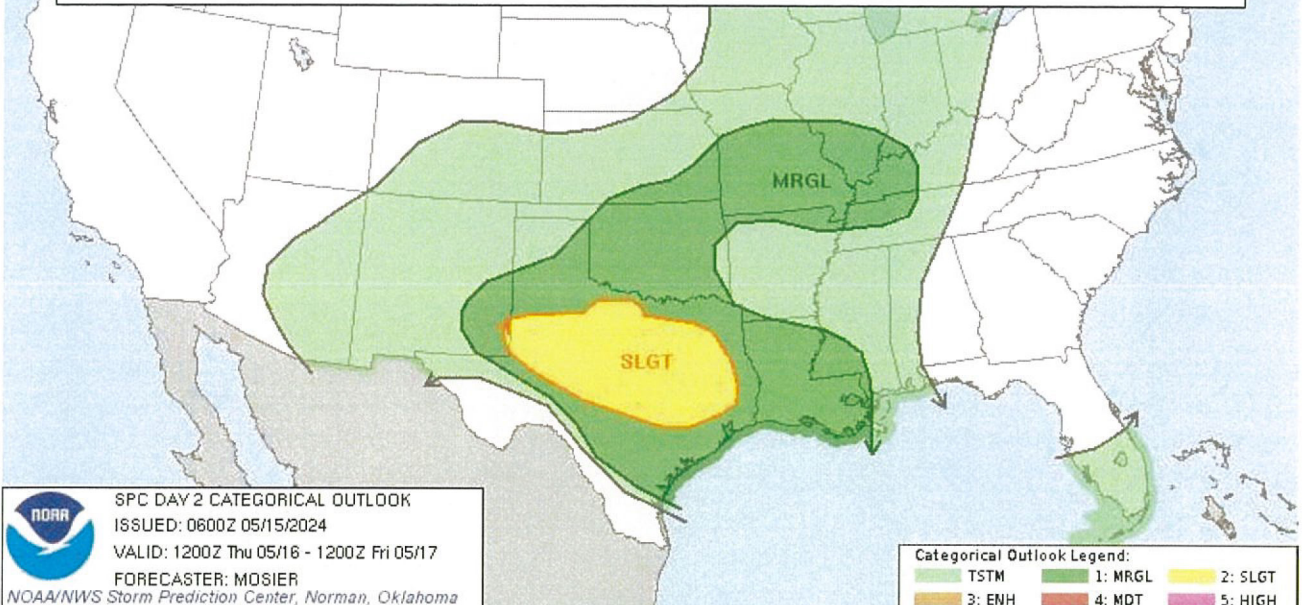 MRGL
SLGT
NOAA
SPC DAY 2 CATEGORICAL OUTLOOK
ISSUED: 0600Z 05/15/2024
VALID: 1200Z Thu 05/16 - 1200Z Fri 05/17
FORECASTER: MOSIER
NOAA/NWS Storm Prediction Center, Norman, Oklahoma
Categorical Outlook Legend:
TSTM 1: MRGL 2: SLGT
3: ENH 4: MDT 5: HIGH